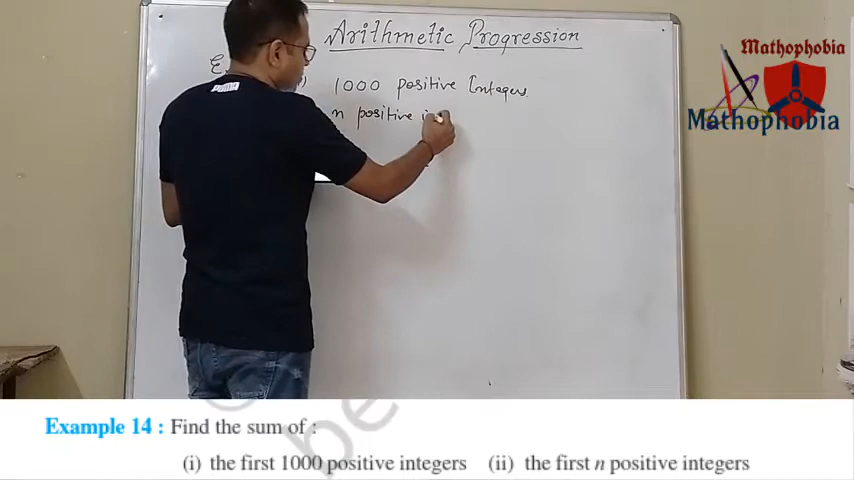 Arithmetic Progression
1000 positive Integers
n positive
Mathophobia
Mathophobia
Example 14 : Find the sum of :
(i) the first 1000 positive integers (ii) the first n positive integers